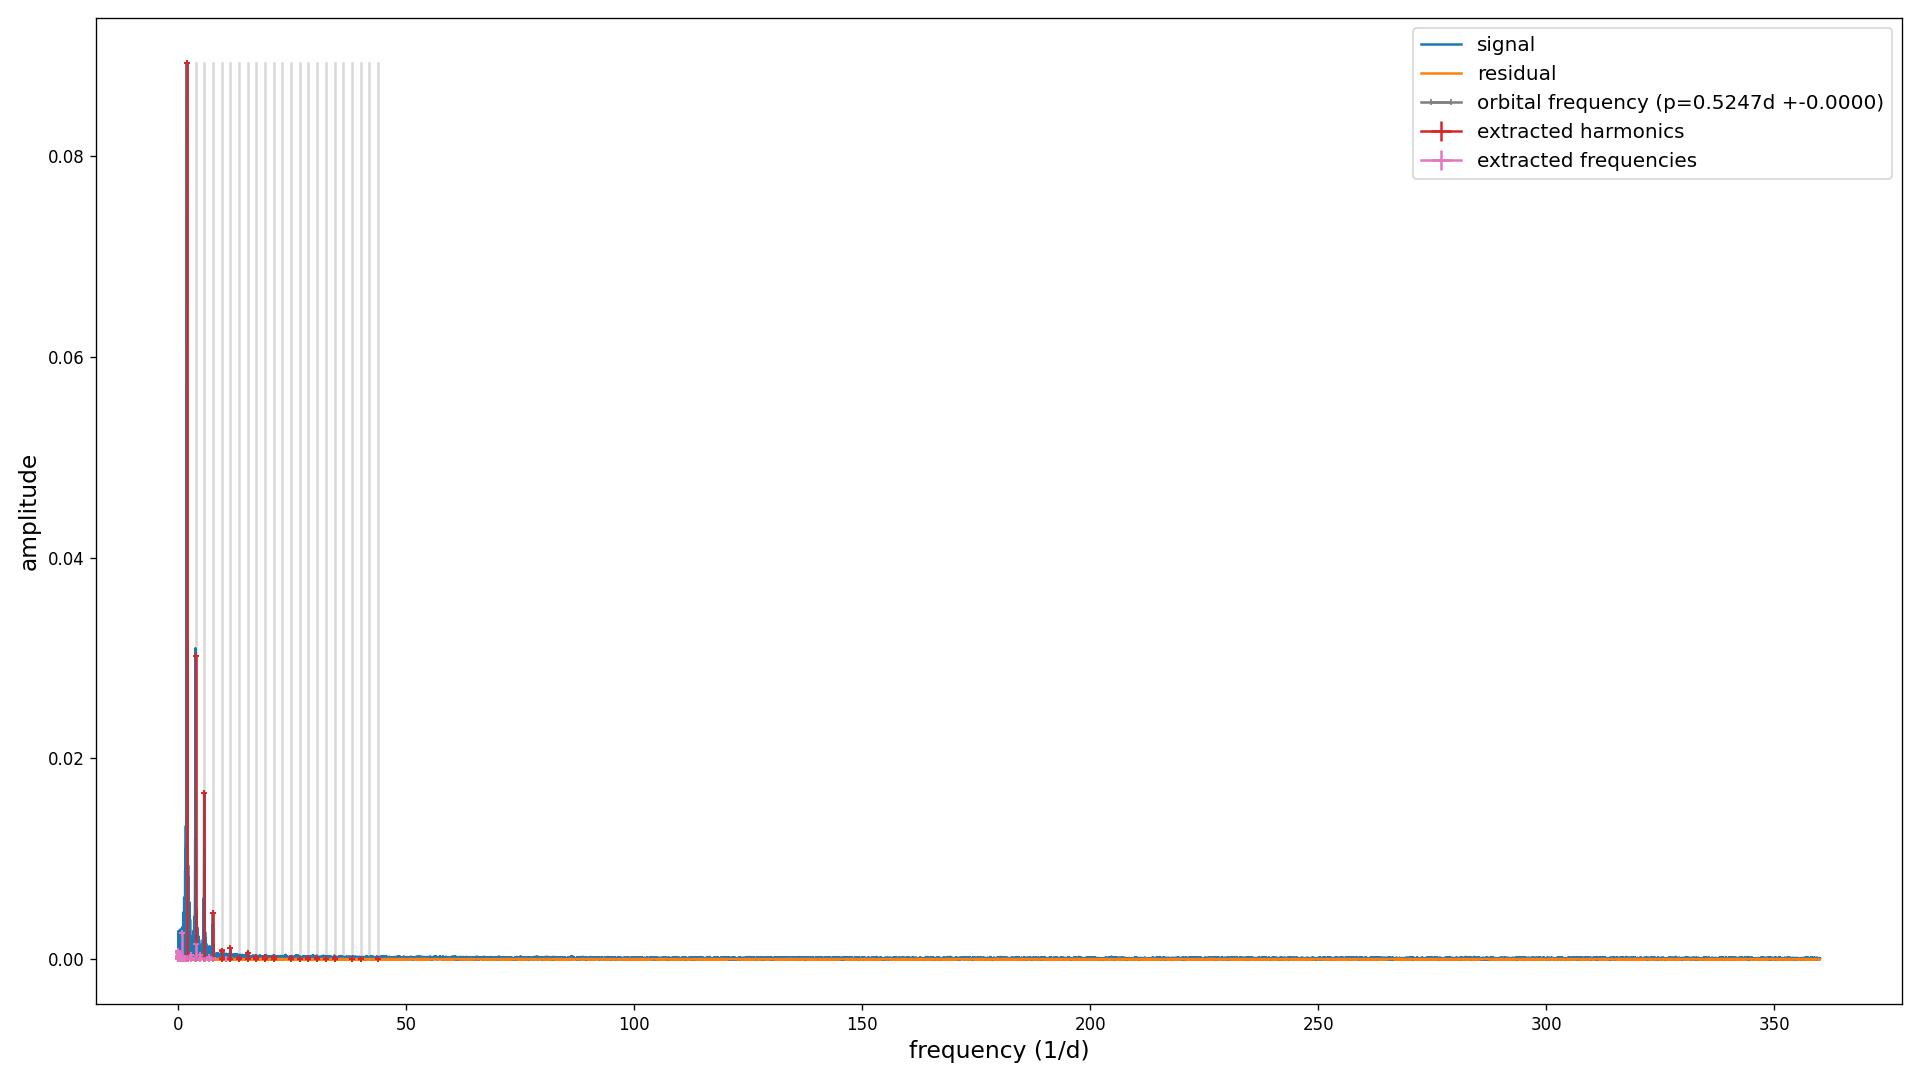 signal
residual
orbital frequency (p=0.5247d +-0.0000)
extracted harmonics
extracted frequencies
0.08
0.06
0.04
0.02
0.00
amplitude
0 50 100 150 200 250 300 350
frequency (1/d)